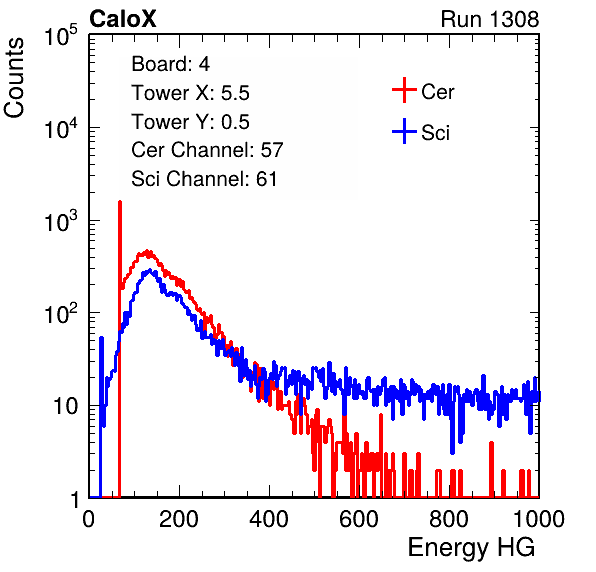 CaloX Run 1308
Counts
10^5
10^4
10^3
10^2
10
1
Board: 4
Tower X: 5.5
Tower Y: 0.5
Cer Channel: 57
Sci Channel: 61
Cer
Sci
0 200 400 600 800 1000
Energy HG